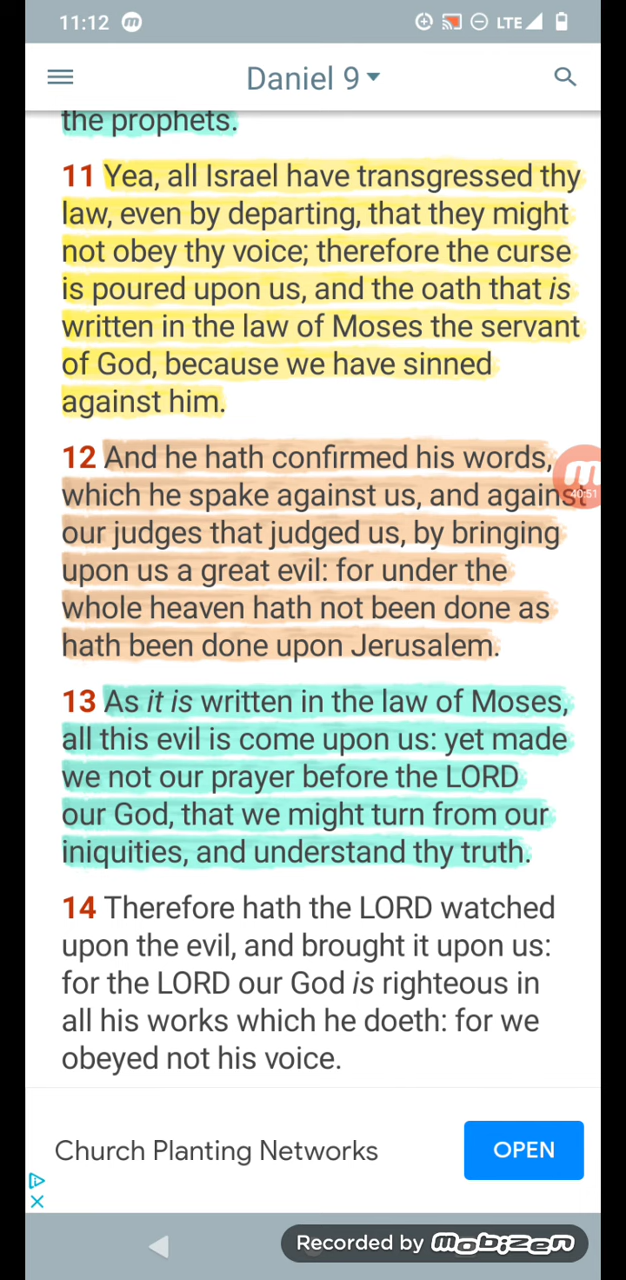 11:12
LTE
Daniel 9
the prophets.
11 Yea, all Israel have transgressed thy
law, even by departing, that they might
not obey thy voice; therefore the curse
is poured upon us, and the oath that is
written in the law of Moses the servant
of God, because we have sinned
against him.
12 And he hath confirmed his words,
which he spake against us, and against
our judges that judged us, by bringing
upon us a great evil: for under the
whole heaven hath not been done as
hath been done upon Jerusalem.
40:51
13 As it is written in the law of Moses,
all this evil is come upon us: yet made
we not our prayer before the LORD
our God, that we might turn from our
iniquities, and understand thy truth.
14 Therefore hath the LORD watched
upon the evil, and brought it upon us:
for the LORD our God is righteous in
all his works which he doeth: for we
obeyed not his voice.
Church Planting Networks
OPEN
Recorded by mobizen